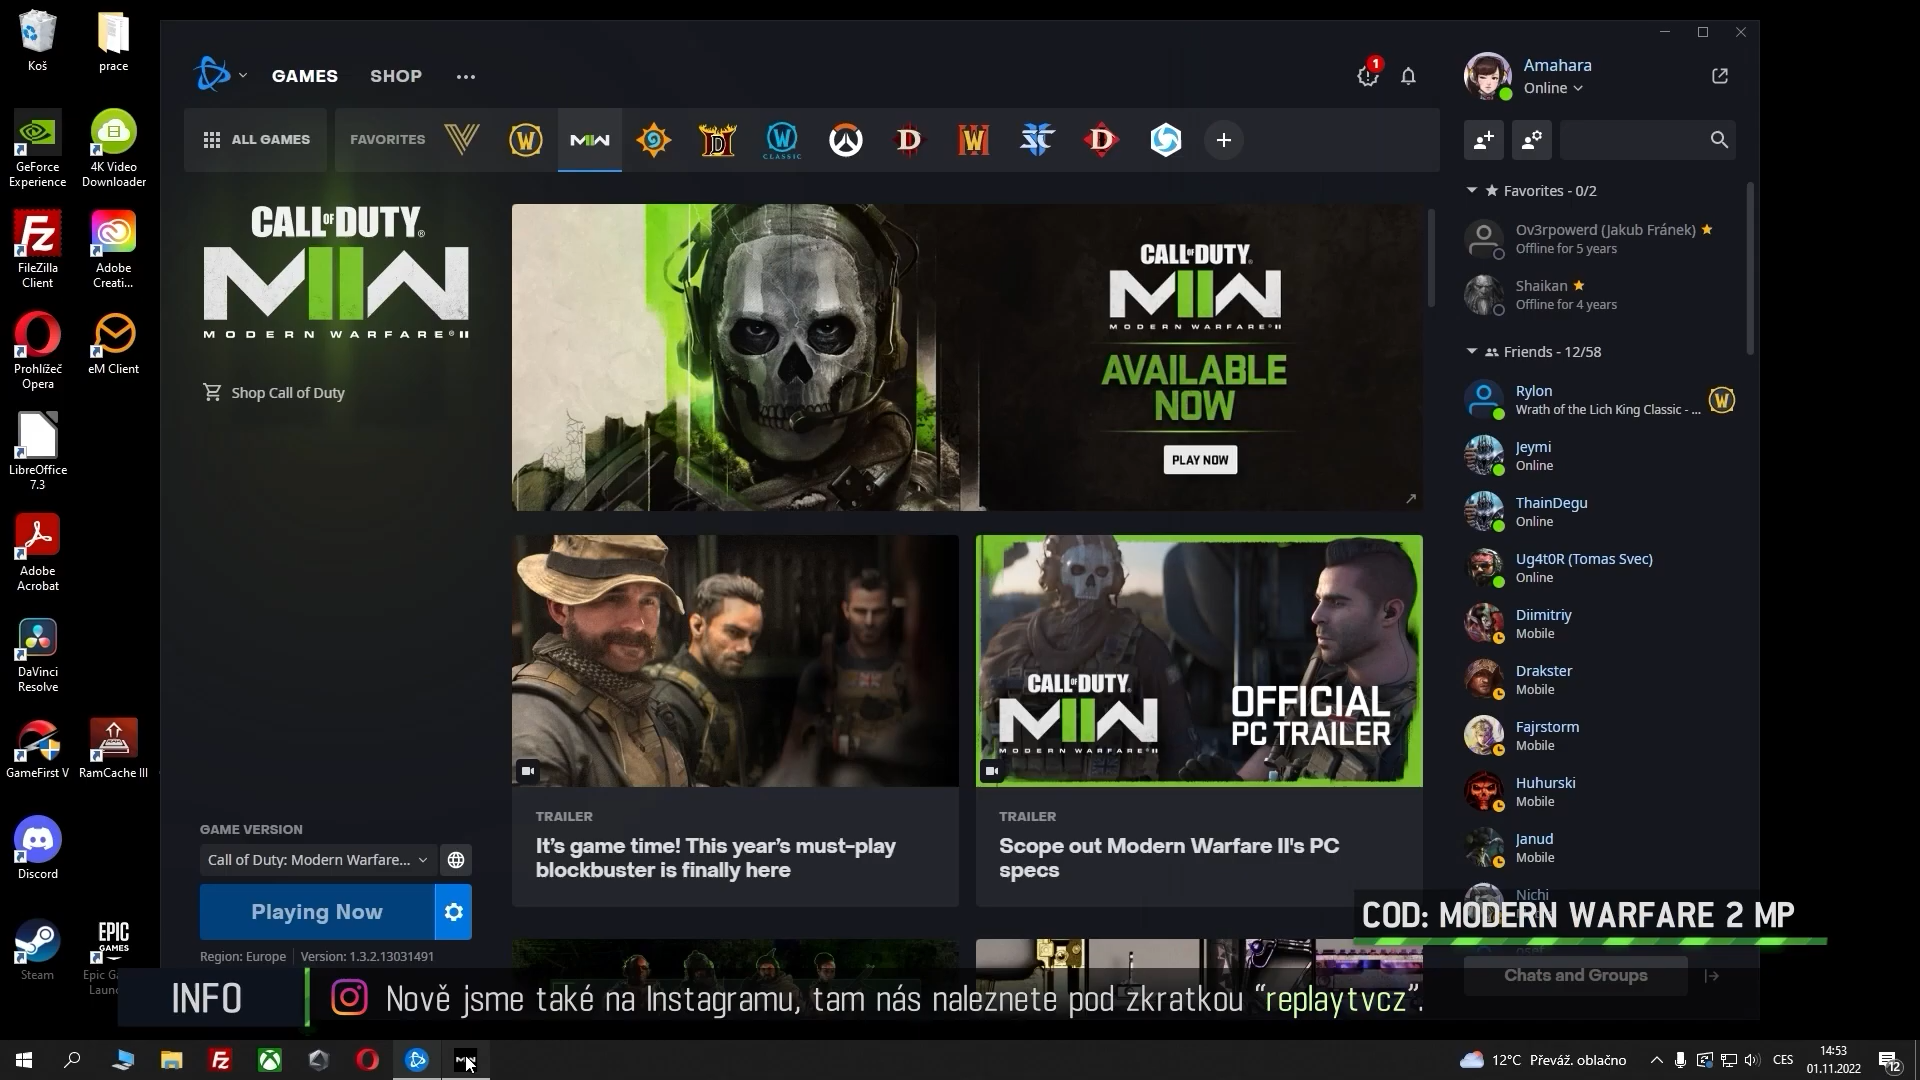 Koš
prace
GeForce
Experience
4K Video
Downloader
FileZilla
Client
Adobe
Creati...
Prohlížeč
Opera
eM Client
LibreOffice
7.3
Adobe
Acrobat
DaVinci
Resolve
GameFirst V
RamCache III
Discord
Steam
EPIC
GAMES
GAMES
SHOP
1
Amahara
Online
ALL GAMES
FAVORITES
CLASSIC
CALL OF DUTY®
MODERN WARFARE® II
Shop Call of Duty
CALL OF DUTY®
MODERN WARFARE® II
AVAILABLE
NOW
PLAY NOW
Favorites - 0/2
Ov3rpowerd (Jakub Fránek)
Offline for 5 years
Shaikan
Offline for 4 years
Friends - 12/58
Rylon
Wrath of the Lich King Classic - ...
Jeymi
Online
ThainDegu
Online
Ug4t0R (Tomas Svec)
Online
Diimitriy
Mobile
Drakster
Mobile
Fajrstorm
Mobile
Huhurski
Mobile
Janud
Mobile
Nichi
CALL OF DUTY®
MODERN WARFARE® II
OFFICIAL
PC TRAILER
TRAILER
It's game time! This year's must-play
blockbuster is finally here
TRAILER
Scope out Modern Warfare II's PC
specs
GAME VERSION
Call of Duty: Modern Warfare...
Playing Now
Region: Europe
Version: 1.3.2.13031491
COD: MODERN WARFARE 2 MP
Chats and Groups
INFO
Nově jsme také na Instagramu, tam nás naleznete pod zkratkou “replaytvcz”.
12°C Převáž. oblačno
CES
14:53
01.11.2022
12